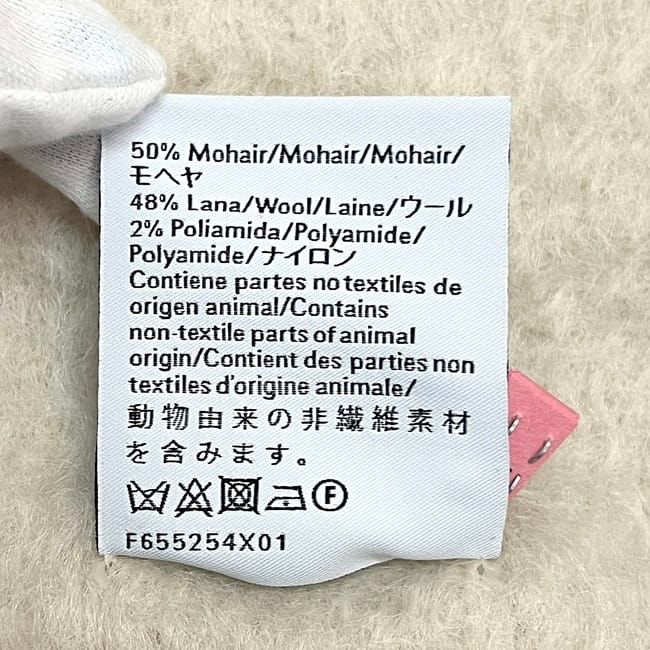 50% Mohair/Mohair/Mohair/
モヘヤ
48% Lana/Wool/Laine/ウール
2% Poliamida/Polyamide/
Polyamide/ナイロン
Contiene partes no textiles de
origen animal/Contains
non-textile parts of animal
origin/Contient des parties non
textiles d'origine animale/
動物由来の非繊維素材
を含みます。
F
F655254X01